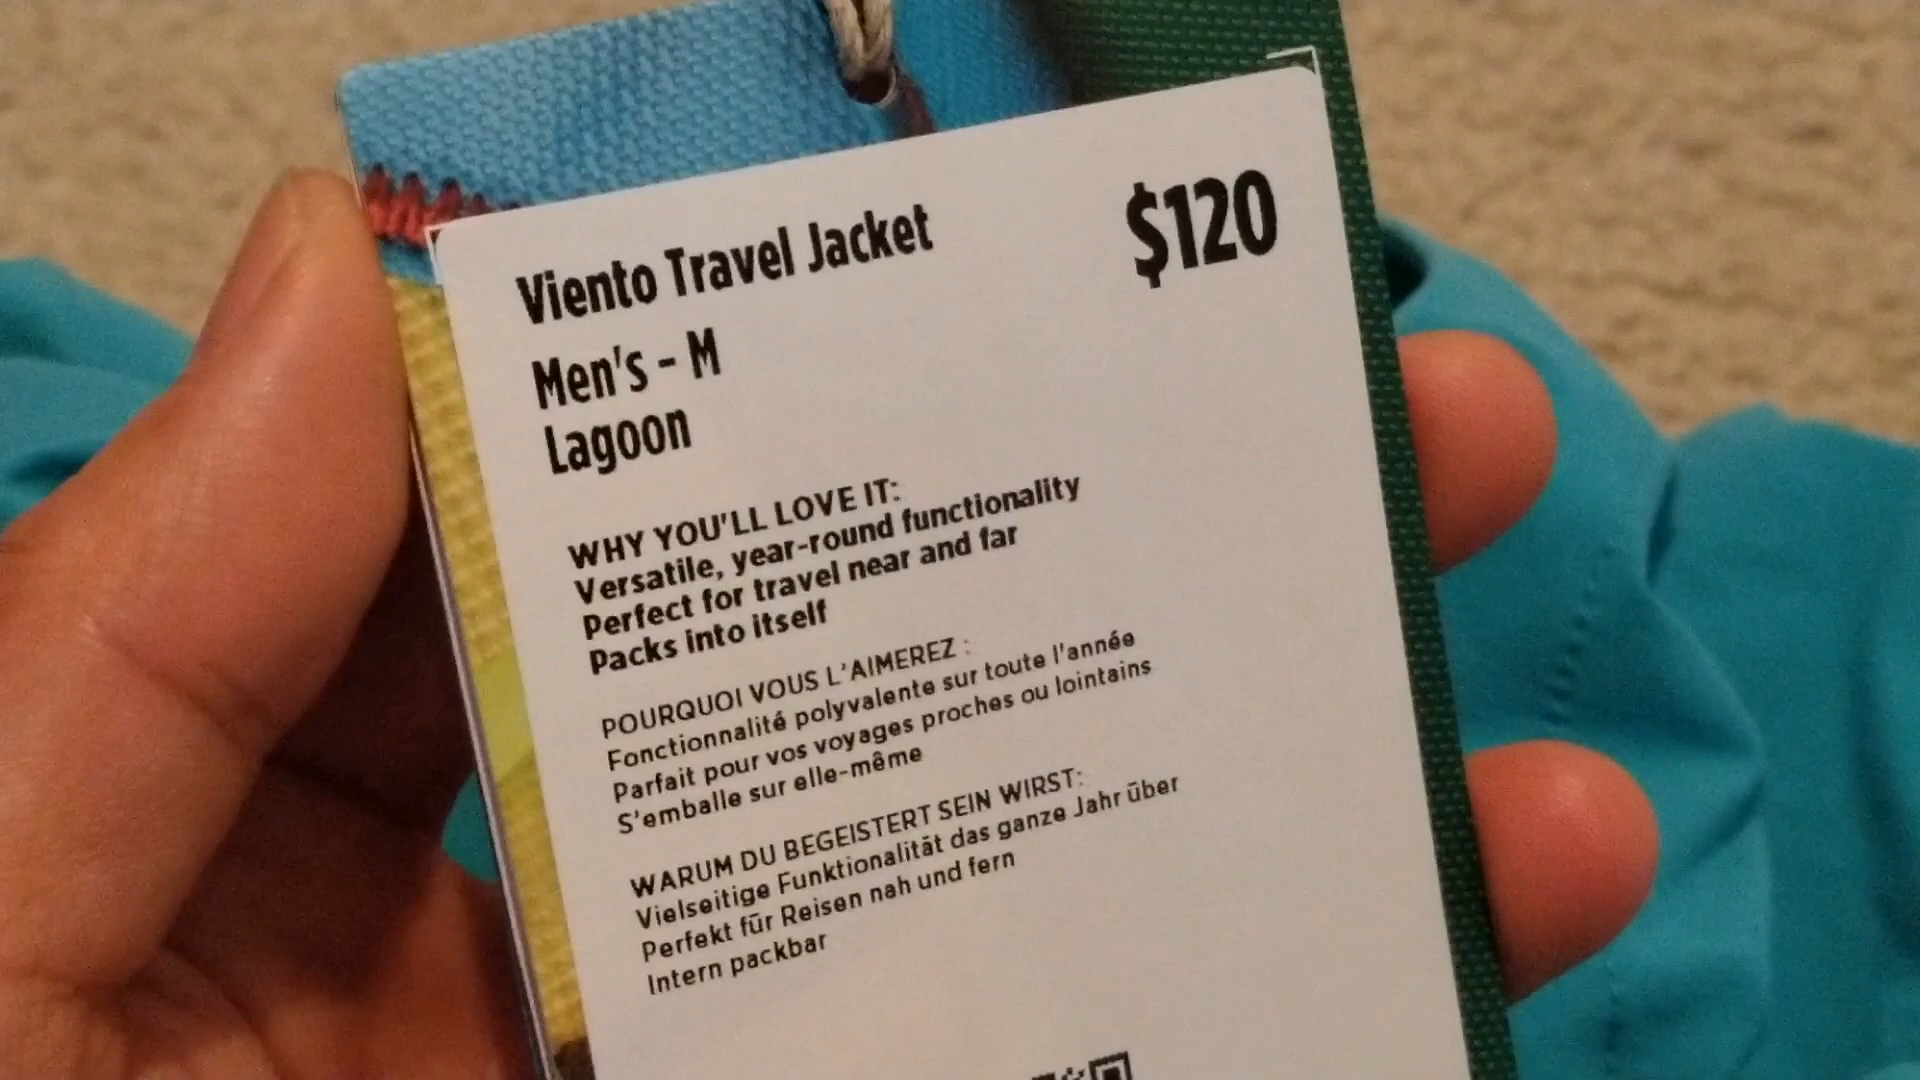 Viento Travel Jacket $120
Men's - M
Lagoon
WHY YOU'LL LOVE IT:
Versatile, year-round functionality
Perfect for travel near and far
Packs into itself
POURQUOI VOUS L'AIMEREZ :
Fonctionnalité polyvalente sur toute l'année
Parfait pour vos voyages proches ou lointains
S'emballe sur elle-même
WARUM DU BEGEISTERT SEIN WIRST:
Vielseitige Funktionalität das ganze Jahr über
Perfekt für Reisen nah und fern
Intern packbar